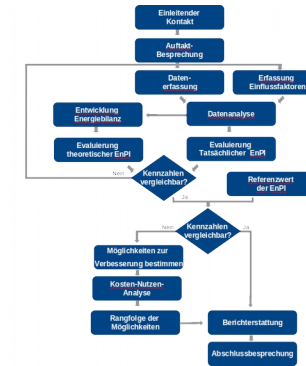 Einleitender
Kontakt
Auftakt-
Besprechung
Daten-
erfassung
Erfassung
Einflussfaktoren
Entwicklung
Energiebilanz
Datenanalyse
Evaluierung
theoretischer EnPI
Evaluierung
Tatsächlicher EnPI
Nein
Kennzahlen
vergleichbar?
Referenzwert
der EnPI
Ja
Nein
Kennzahlen
vergleichbar?
Ja
Möglichkeiten zur
Verbesserung bestimmen
Kosten-Nutzen-
Analyse
Rangfolge der
Möglichkeiten
Berichterstattung
Abschlussbesprechung